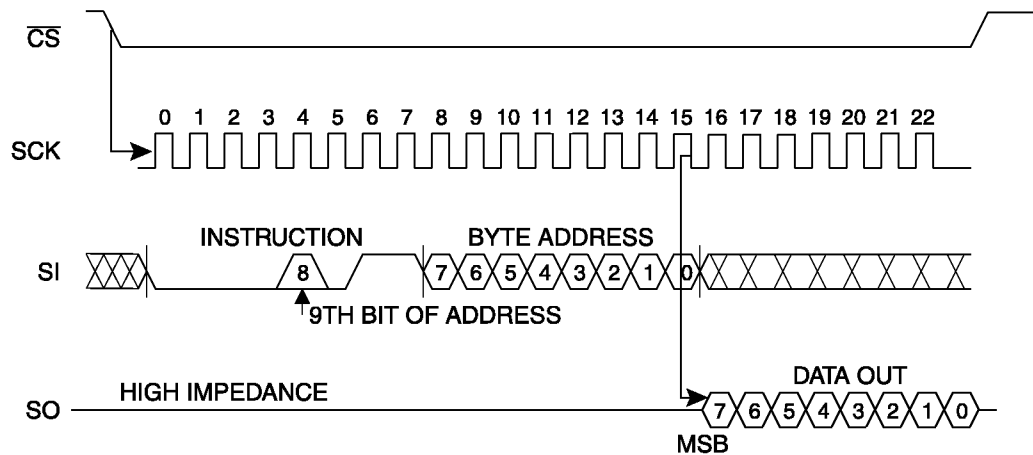 CS
0 1 2 3 4 5 6 7 8 9 10 11 12 13 14 15 16 17 18 19 20 21 22
SCK
INSTRUCTION BYTE ADDRESS
SI 8 7 6 5 4 3 2 1 0
9TH BIT OF ADDRESS
DATA OUT
HIGH IMPEDANCE
SO 7 6 5 4 3 2 1 0
MSB